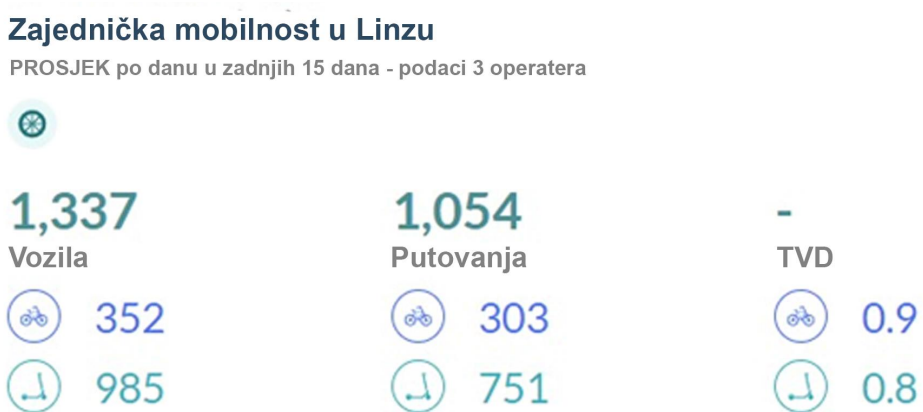 Zajednička mobilnost u Linzu
PROSJEK po danu u zadnjih 15 dana - podaci 3 operatera
1,337 1,054 -
Vozila Putovanja TVD
352 303 0.9
985 751 0.8